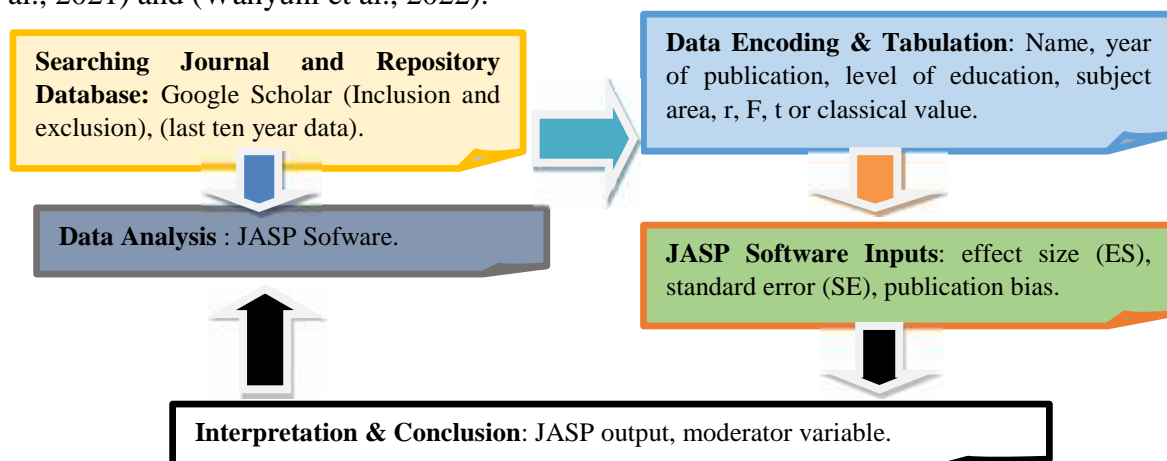 al., 2021) and (Wahyuni et al., 2022).
Searching Journal and Repository
Database: Google Scholar (Inclusion and
exclusion), (last ten year data).
Data Encoding & Tabulation: Name, year
of publication, level of education, subject
area, r, F, t or classical value.
Data Analysis : JASP Sofware.
JASP Software Inputs: effect size (ES),
standard error (SE), publication bias.
Interpretation & Conclusion: JASP output, moderator variable.